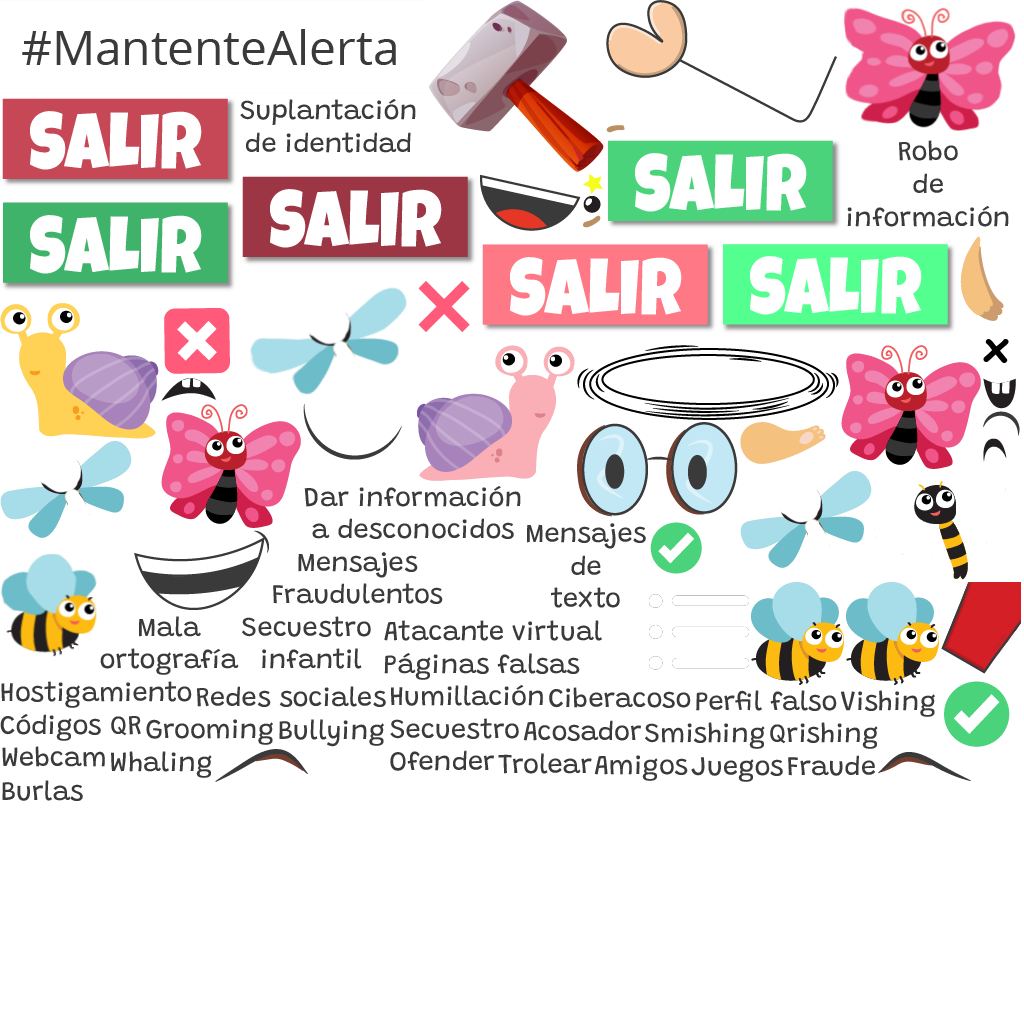 #MantenteAlerta
SALIR
Suplantación
de identidad
SALIR
SALIR
SALIR
Robo
de
información
SALIR
SALIR
Dar información
a desconocidos
Mensajes
de
texto
Mensajes
Fraudulentos
Mala
ortografía
Secuestro
infantil
Atacante virtual
Páginas falsas
Hostigamiento
Redes sociales
Humillación
Ciberacoso
Perfil falso
Vishing
Códigos QR
Grooming
Bullying
Secuestro
Acosador
Smishing
Qrishing
Webcam
Whaling
Ofender
Trolear
Amigos
Juegos
Fraude
Burlas